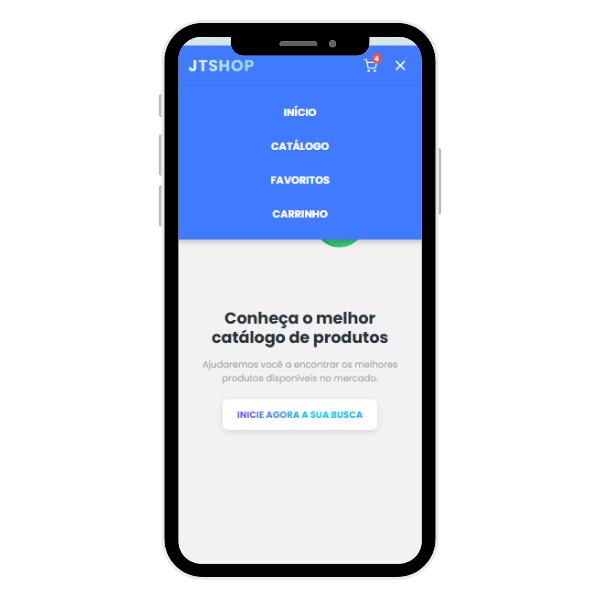 JTSHOP
4
INÍCIO
CATÁLOGO
FAVORITOS
CARRINHO
Conheça o melhor
catálogo de produtos
Ajudaremos você a encontrar os melhores
produtos disponíveis no mercado.
INICIE AGORA A SUA BUSCA